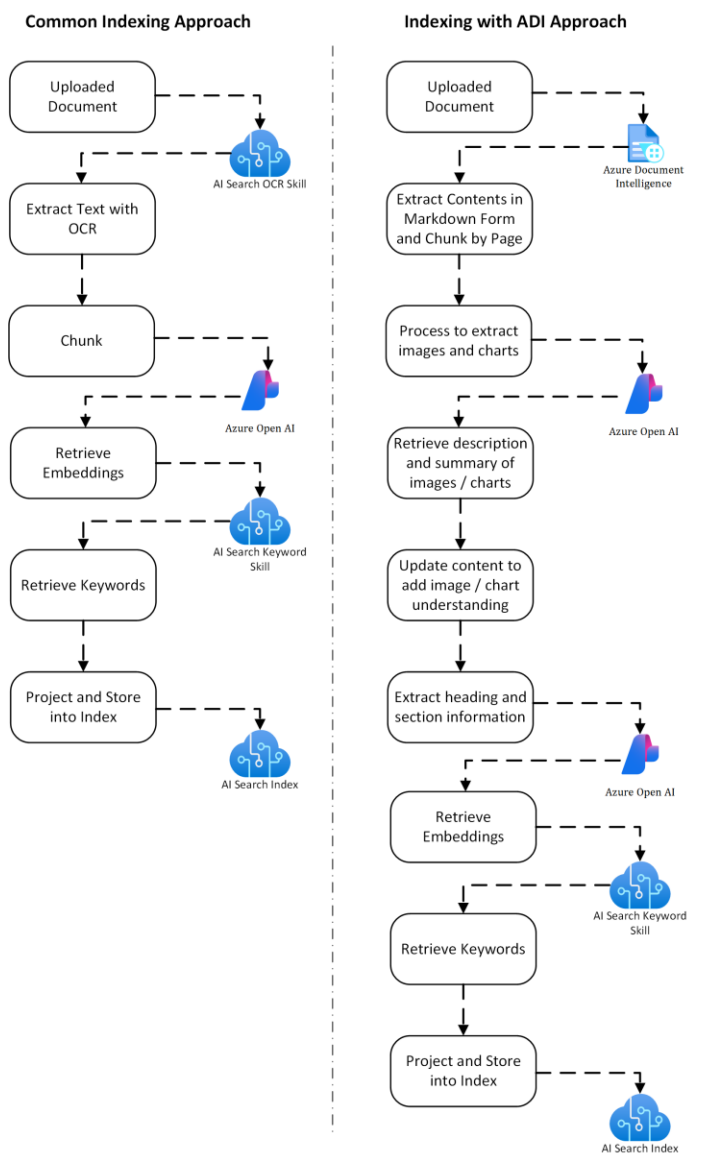 Common Indexing Approach
Uploaded
Document
AI Search OCR Skill
Extract Text with
OCR
Chunk
Azure Open AI
Retrieve
Embeddings
AI Search Keyword
Skill
Retrieve Keywords
Project and Store
into Index
AI Search Index
Indexing with ADI Approach
Uploaded
Document
Azure Document
Intelligence
Extract Contents in
Markdown Form
and Chunk by Page
Process to extract
images and charts
Azure Open AI
Retrieve description
and summary of
images / charts
Update content to
add image / chart
understanding
Extract heading and
section information
Azure Open AI
Retrieve
Embeddings
AI Search Keyword
Skill
Retrieve Keywords
Project and Store
into Index
AI Search Index